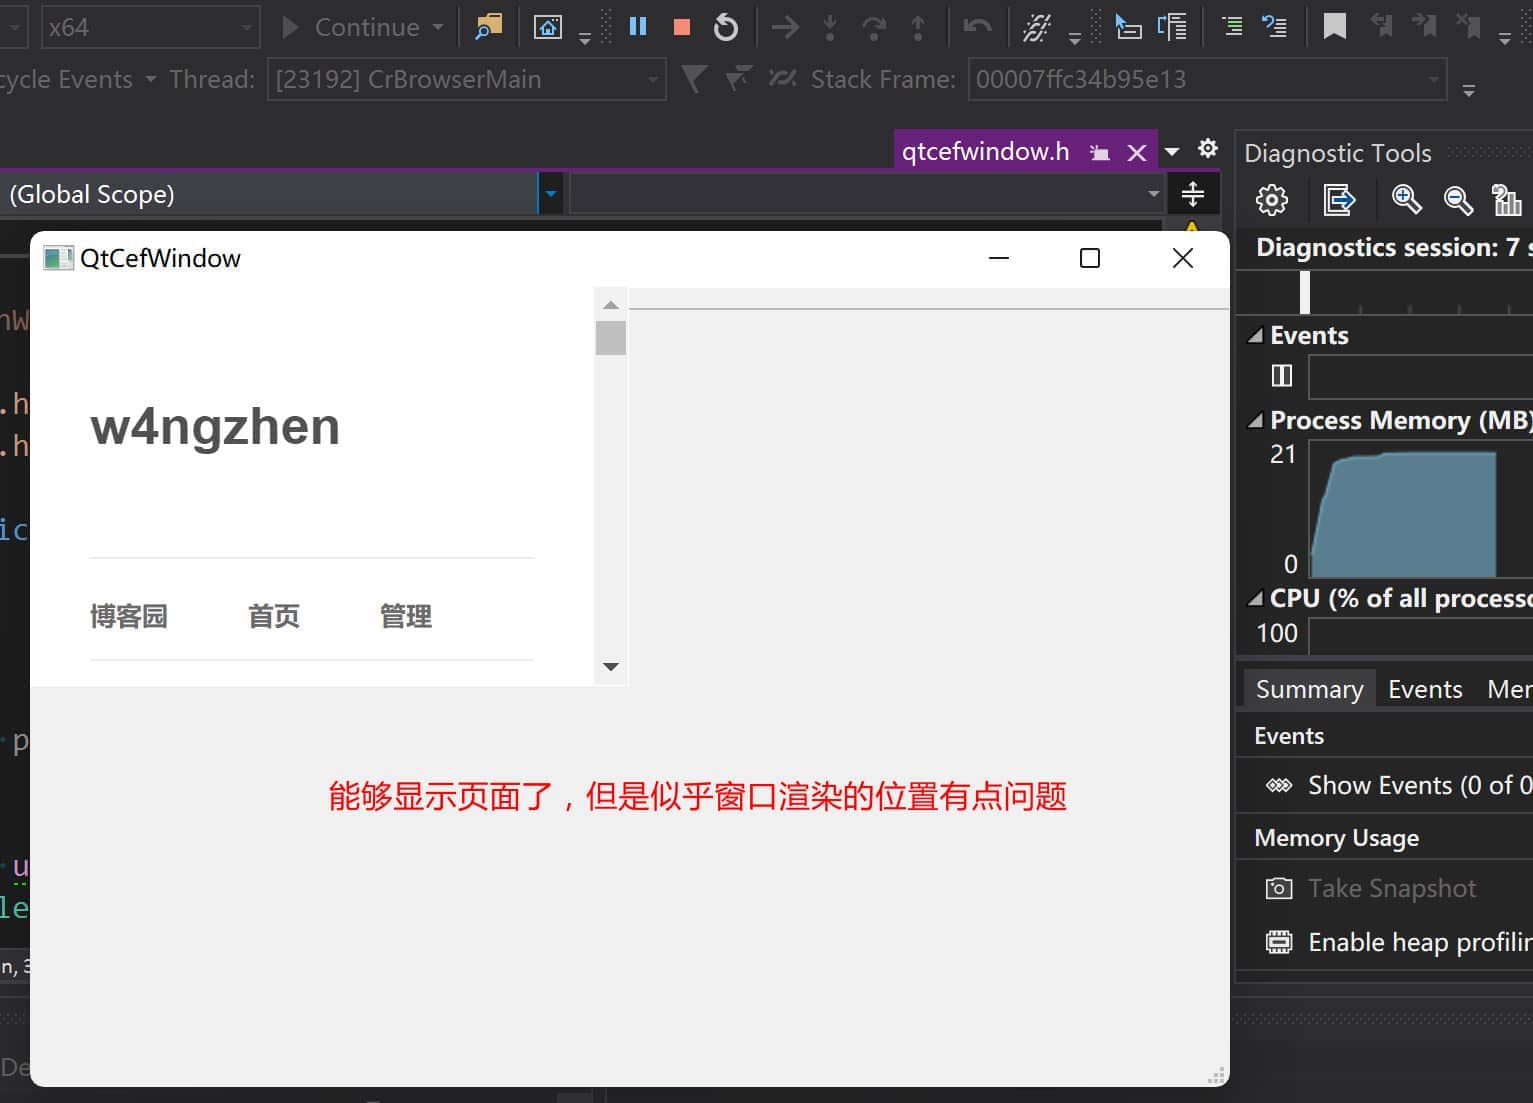 x64
Continue
cycle Events
Thread:
[23192] CrBrowserMain
Stack Frame:
00007ffc34b95e13
qtcefwindow.h
Diagnostic Tools
(Global Scope)
Diagnostics session: 7 s
QtCefWindow
Events
Process Memory (MB)
21
0
CPU (% of all processo
100
w4ngzhen
博客园
首页
管理
Summary
Events
Mer
Events
Show Events (0 of 0
Memory Usage
Take Snapshot
Enable heap profilin
能够显示页面了，但是似乎窗口渲染的位置有点问题
.h
.h
ic
p
u
le
De